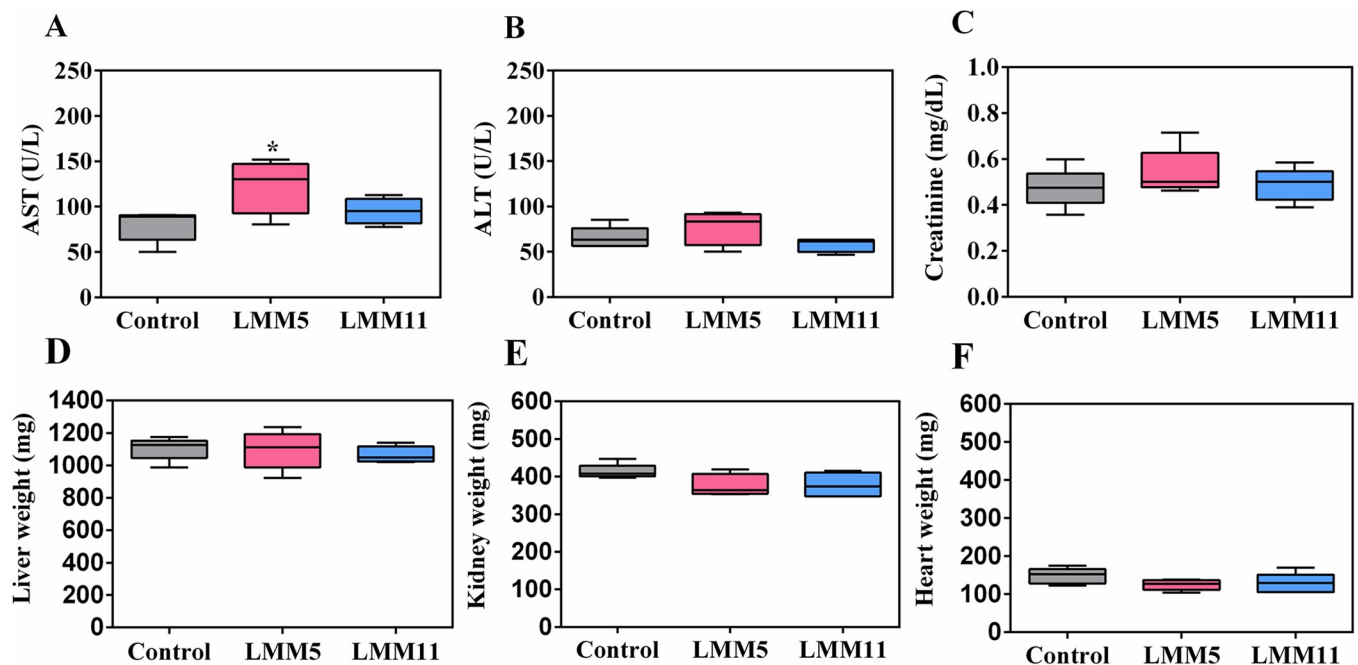 A
AST (U/L)
250
200
150
100
50
0
*
Control LMM5 LMM11
B
ALT (U/L)
250
200
150
100
50
0
Control LMM5 LMM11
C
Creatinine (mg/dL)
1.0
0.8
0.6
0.4
0.2
0.0
Control LMM5 LMM11
D
Liver weight (mg)
1400
1200
1000
800
600
400
200
0
Control LMM5 LMM11
E
Kidney weight (mg)
600
500
400
300
200
100
0
Control LMM5 LMM11
F
Heart weight (mg)
600
500
400
300
200
100
0
Control LMM5 LMM11